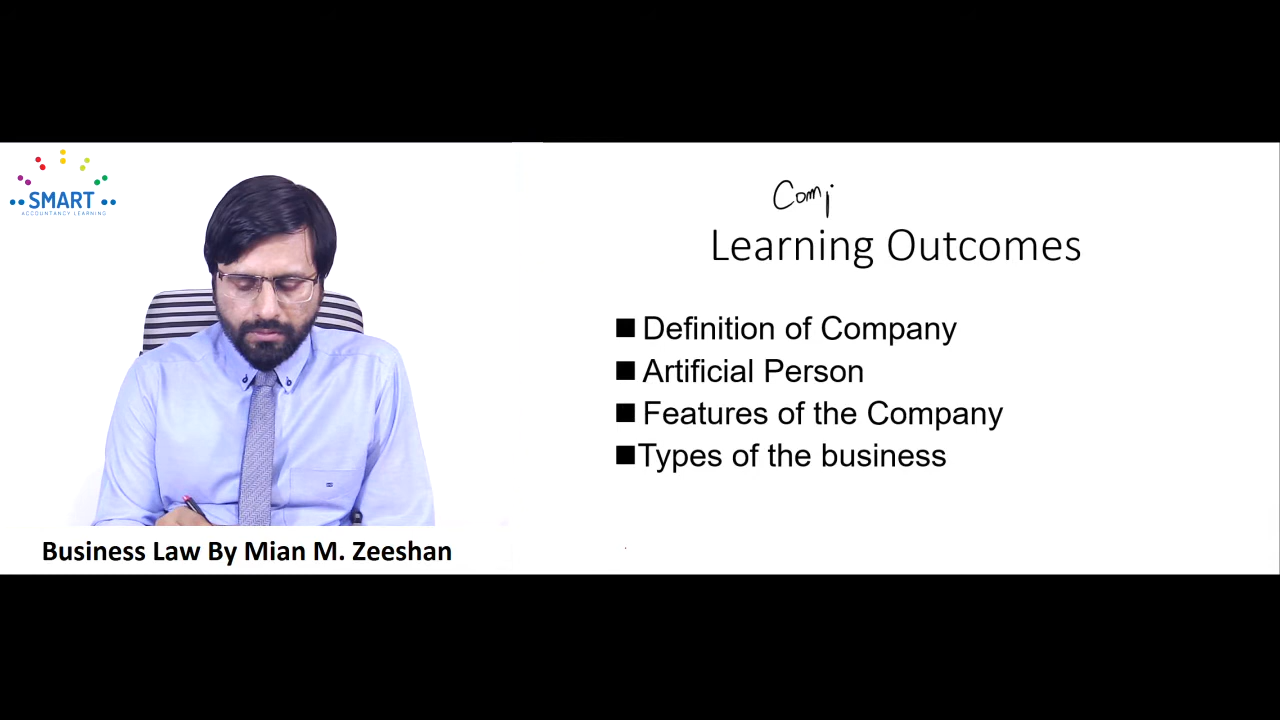 SMART
ACCOUNTANCY LEARNING
Com
Learning Outcomes
■ Definition of Company
■ Artificial Person
■ Features of the Company
■ Types of the business
Business Law By Mian M. Zeeshan